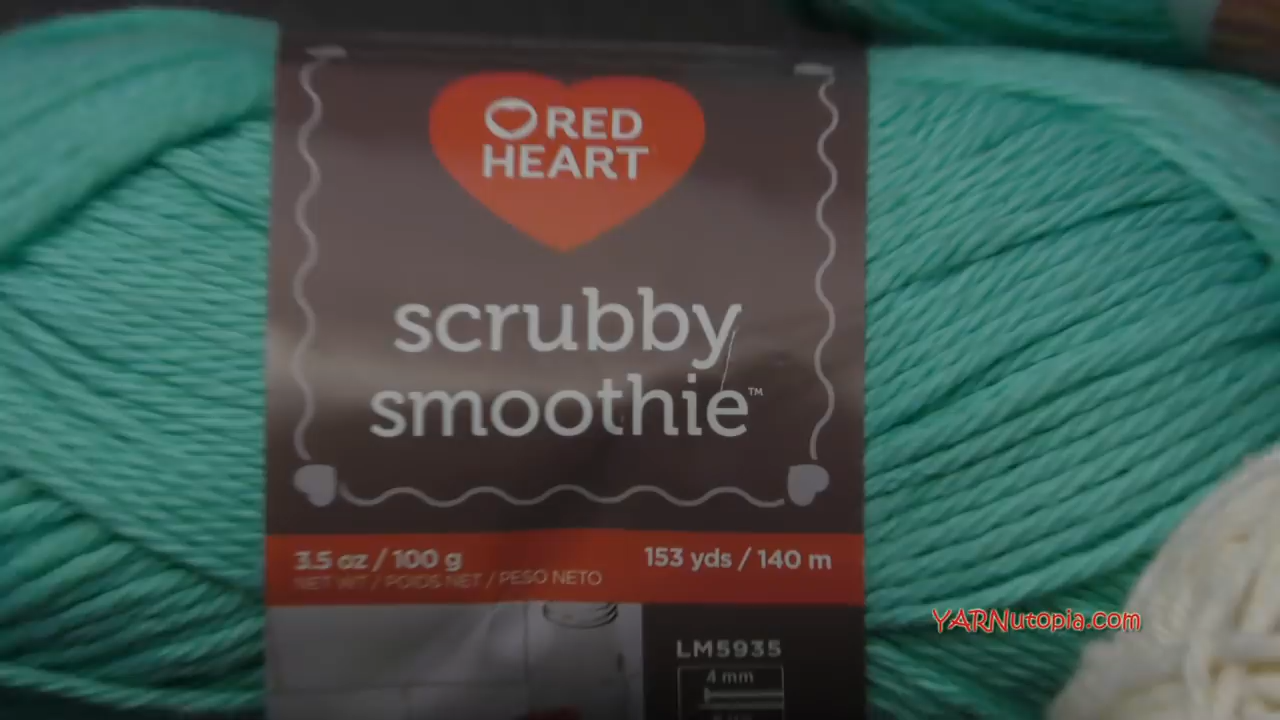 RED
HEART
scrubby
smoothie™
3.5 oz / 100 g
NET WT / POIDS NET / PESO NETO
153 yds / 140 m
YARNutopia.com
LM5935
4 mm